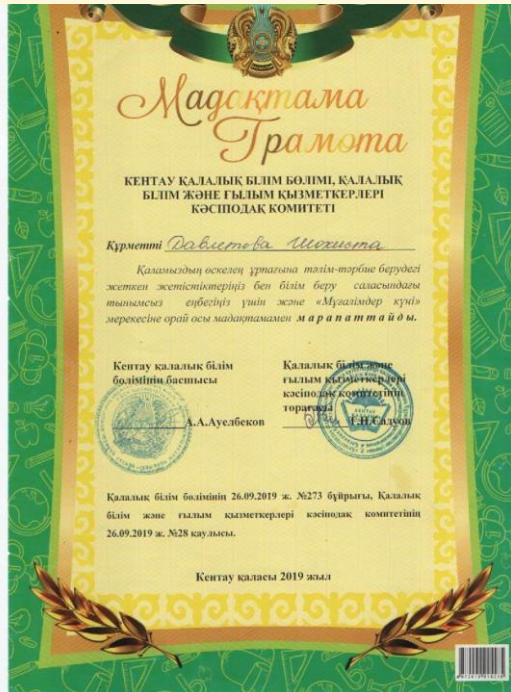 Мадақтама
Грамота
КЕНТАУ ҚАЛАЛЫҚ БІЛІМ БӨЛІМІ, ҚАЛАЛЫҚ
БІЛІМ ЖӘНЕ ҒЫЛЫМ ҚЫЗМЕТКЕРЛЕРІ
КӘСІПОДАҚ КОМИТЕТІ
Құрметті Давлетова Шохиста
Қаламыздың өскелең ұрпағына тәлім-тәрбие берудегі
жеткен жетістіктеріңіз бен білім беру саласындағы
тынымсыз еңбегіңіз үшін және «Мұғалімдер күні»
мерекесіне орай осы мадақтамамен марапаттайды.
Кентау қалалық білім
бөлімінің басшысы
А.А.Ауелбеков
Қалалық білім және
ғылым қызметкерлері
кәсіподақ комитетінің
төрағасы
Г.Н.Садуов
Қалалық білім бөлімінің 26.09.2019 ж. №273 бұйрығы, Қалалық
білім және ғылым қызметкерлері кәсіподақ комитетінің
26.09.2019 ж. №28 қаулысы.
Кентау қаласы 2019 жыл